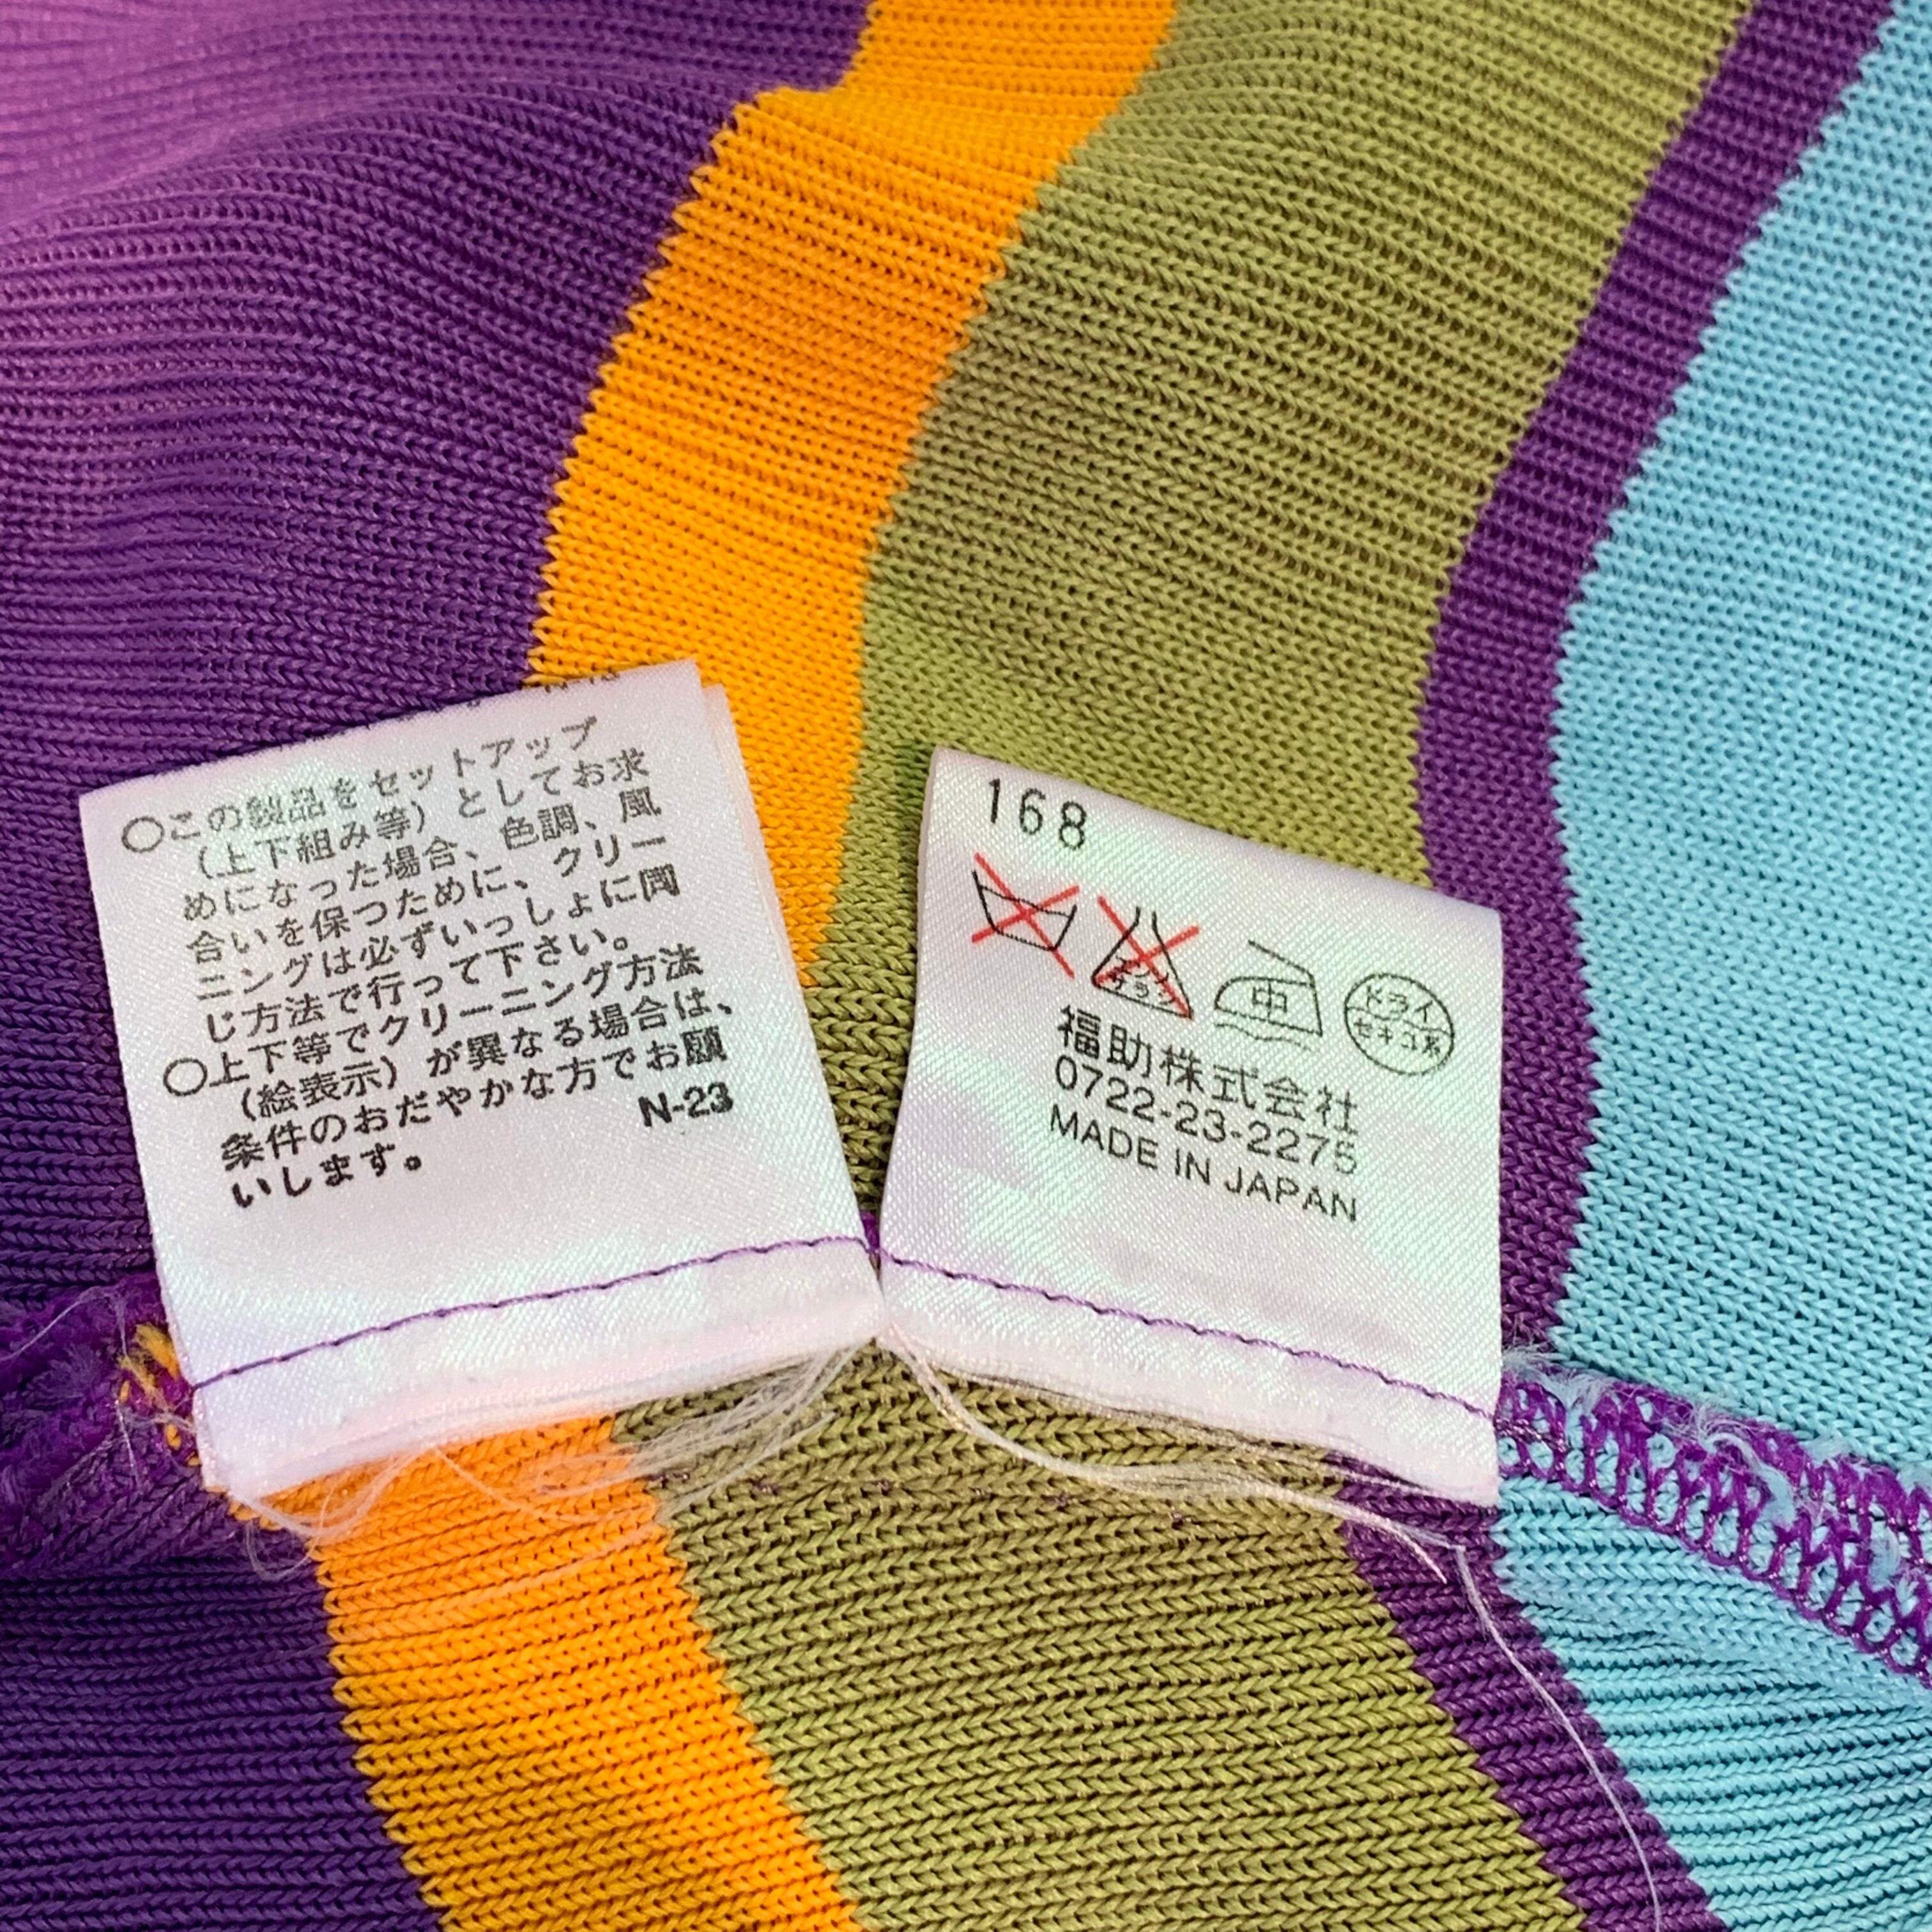 ○この製品をセットアップ
（上下組み等）としてお求
めになった場合、色調、風
合いを保つために、クリー
ニングは必ずいっしょに同
じ方法で行って下さい。
○上下等でクリーニング方法
（絵表示）が異なる場合は、
条件のおだやかな方でお願
いします。
N-23
168
中
ドライ
セキユ系
福助株式会社
0722-23-2275
MADE IN JAPAN